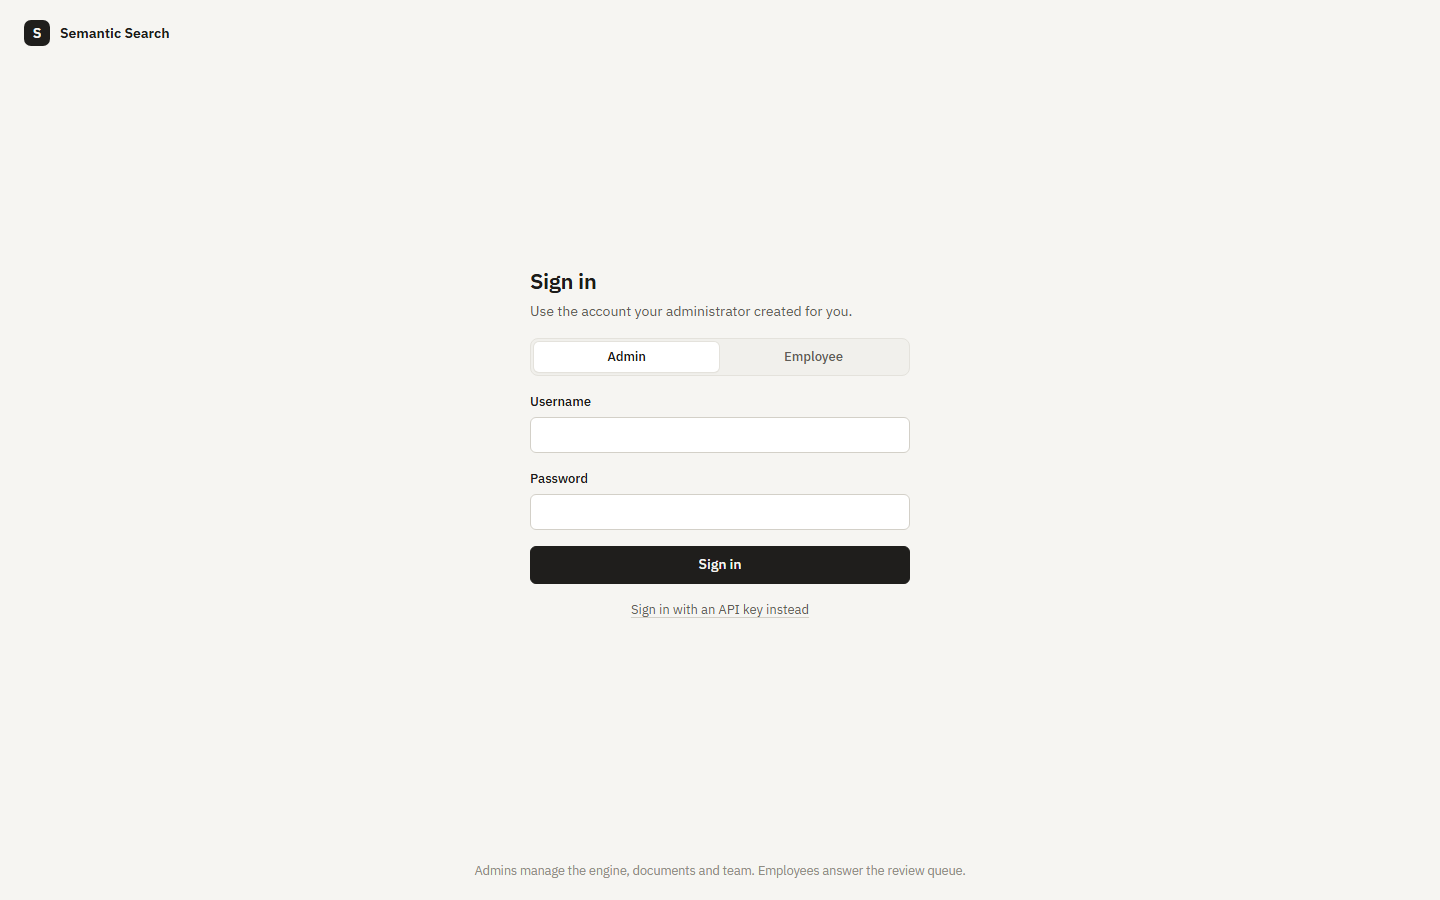 S
Semantic Search
Sign in
Use the account your administrator created for you.
Admin
Employee
Username
Password
Sign in
Sign in with an API key instead
Admins manage the engine, documents and team. Employees answer the review queue.